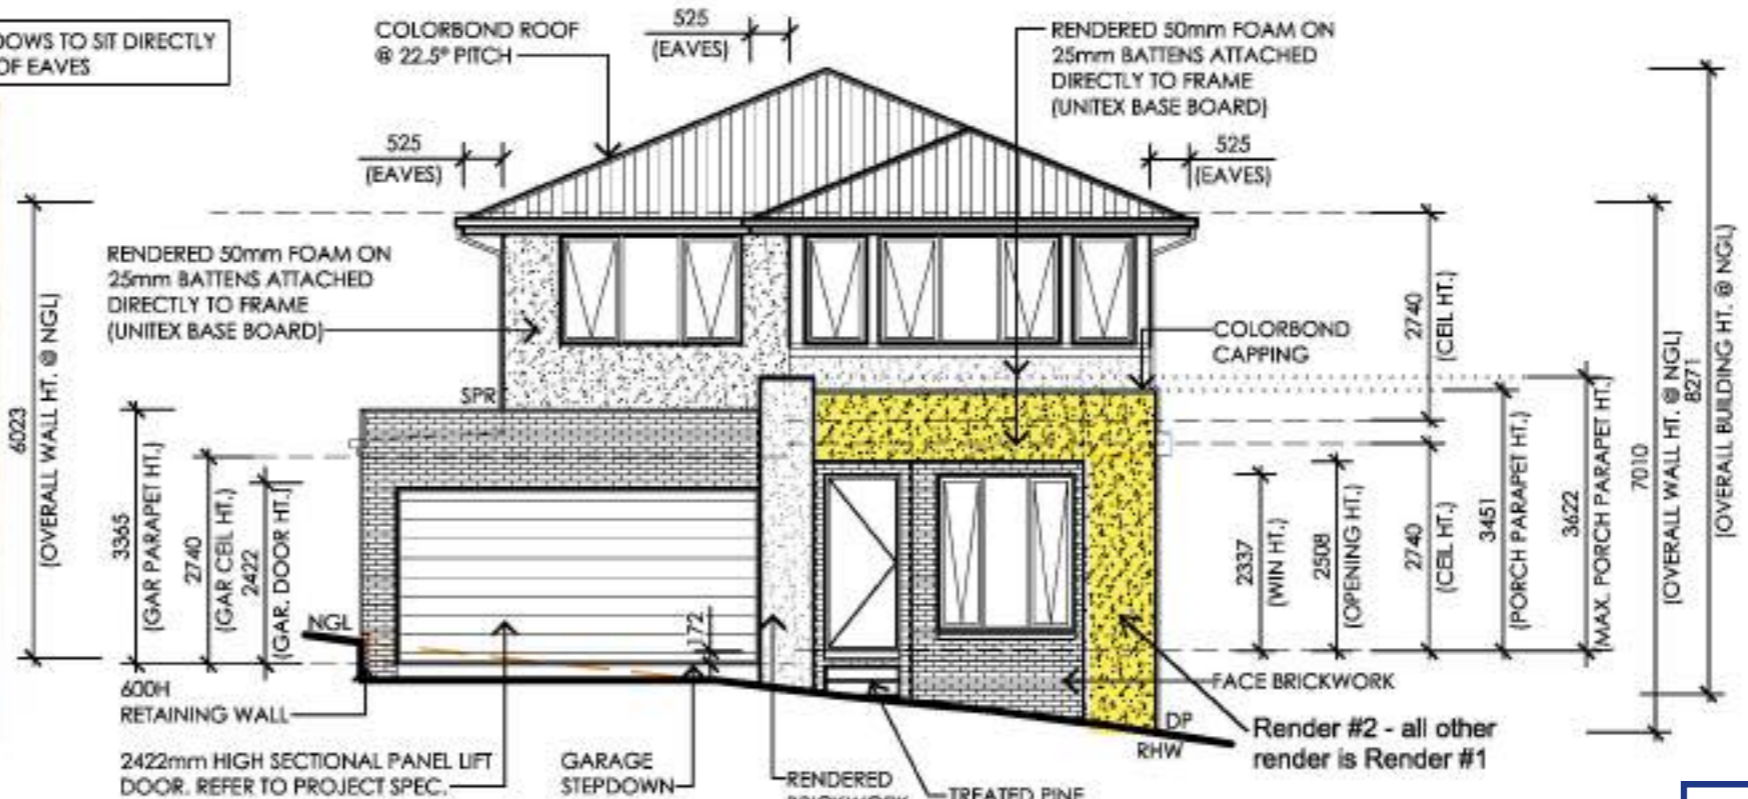 DOWS TO SIT DIRECTLY
OF EAVES
COLORBOND ROOF
@ 22.5° PITCH
525
(EAVES)
RENDERED 50mm FOAM ON
25mm BATTENS ATTACHED
DIRECTLY TO FRAME
(UNITEX BASE BOARD)
525
(EAVES)
525
(EAVES)
RENDERED 50mm FOAM ON
25mm BATTENS ATTACHED
DIRECTLY TO FRAME
(UNITEX BASE BOARD)
6023
(OVERALL WALL HT. @ NGL)
3365
(GAR PARAPET HT.)
2740
(GAR CEIL HT.)
2422
(GAR. DOOR HT.)
SPR
NGL
172
COLORBOND
CAPPING
2740
(CEIL HT.)
2337
(WIN HT.)
2508
(OPENING HT.)
2740
(CEIL HT.)
3451
(PORCH PARAPET HT.)
3622
(MAX. PORCH PARAPET HT.)
7010
(OVERALL WALL HT. @ NGL)
8271
(OVERALL BUILDING HT. @ NGL)
600H
RETAINING WALL
2422mm HIGH SECTIONAL PANEL LIFT
DOOR. REFER TO PROJECT SPEC.
GARAGE
STEPDOWN
RENDERED
BRICKWORK
TREATED PINE
FACE BRICKWORK
DP
RHW
Render #2 - all other
render is Render #1